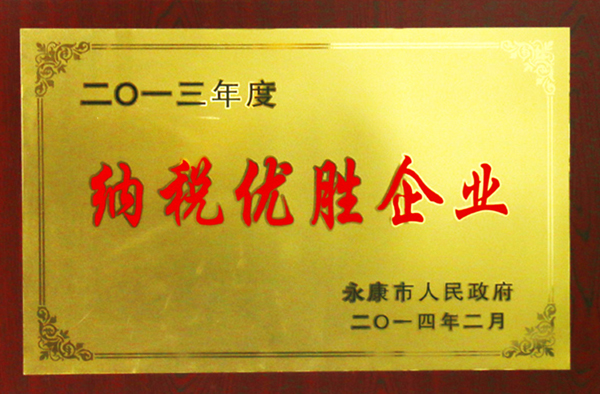 二〇一三年度
纳税优胜企业
永康市人民政府
二〇一四年二月